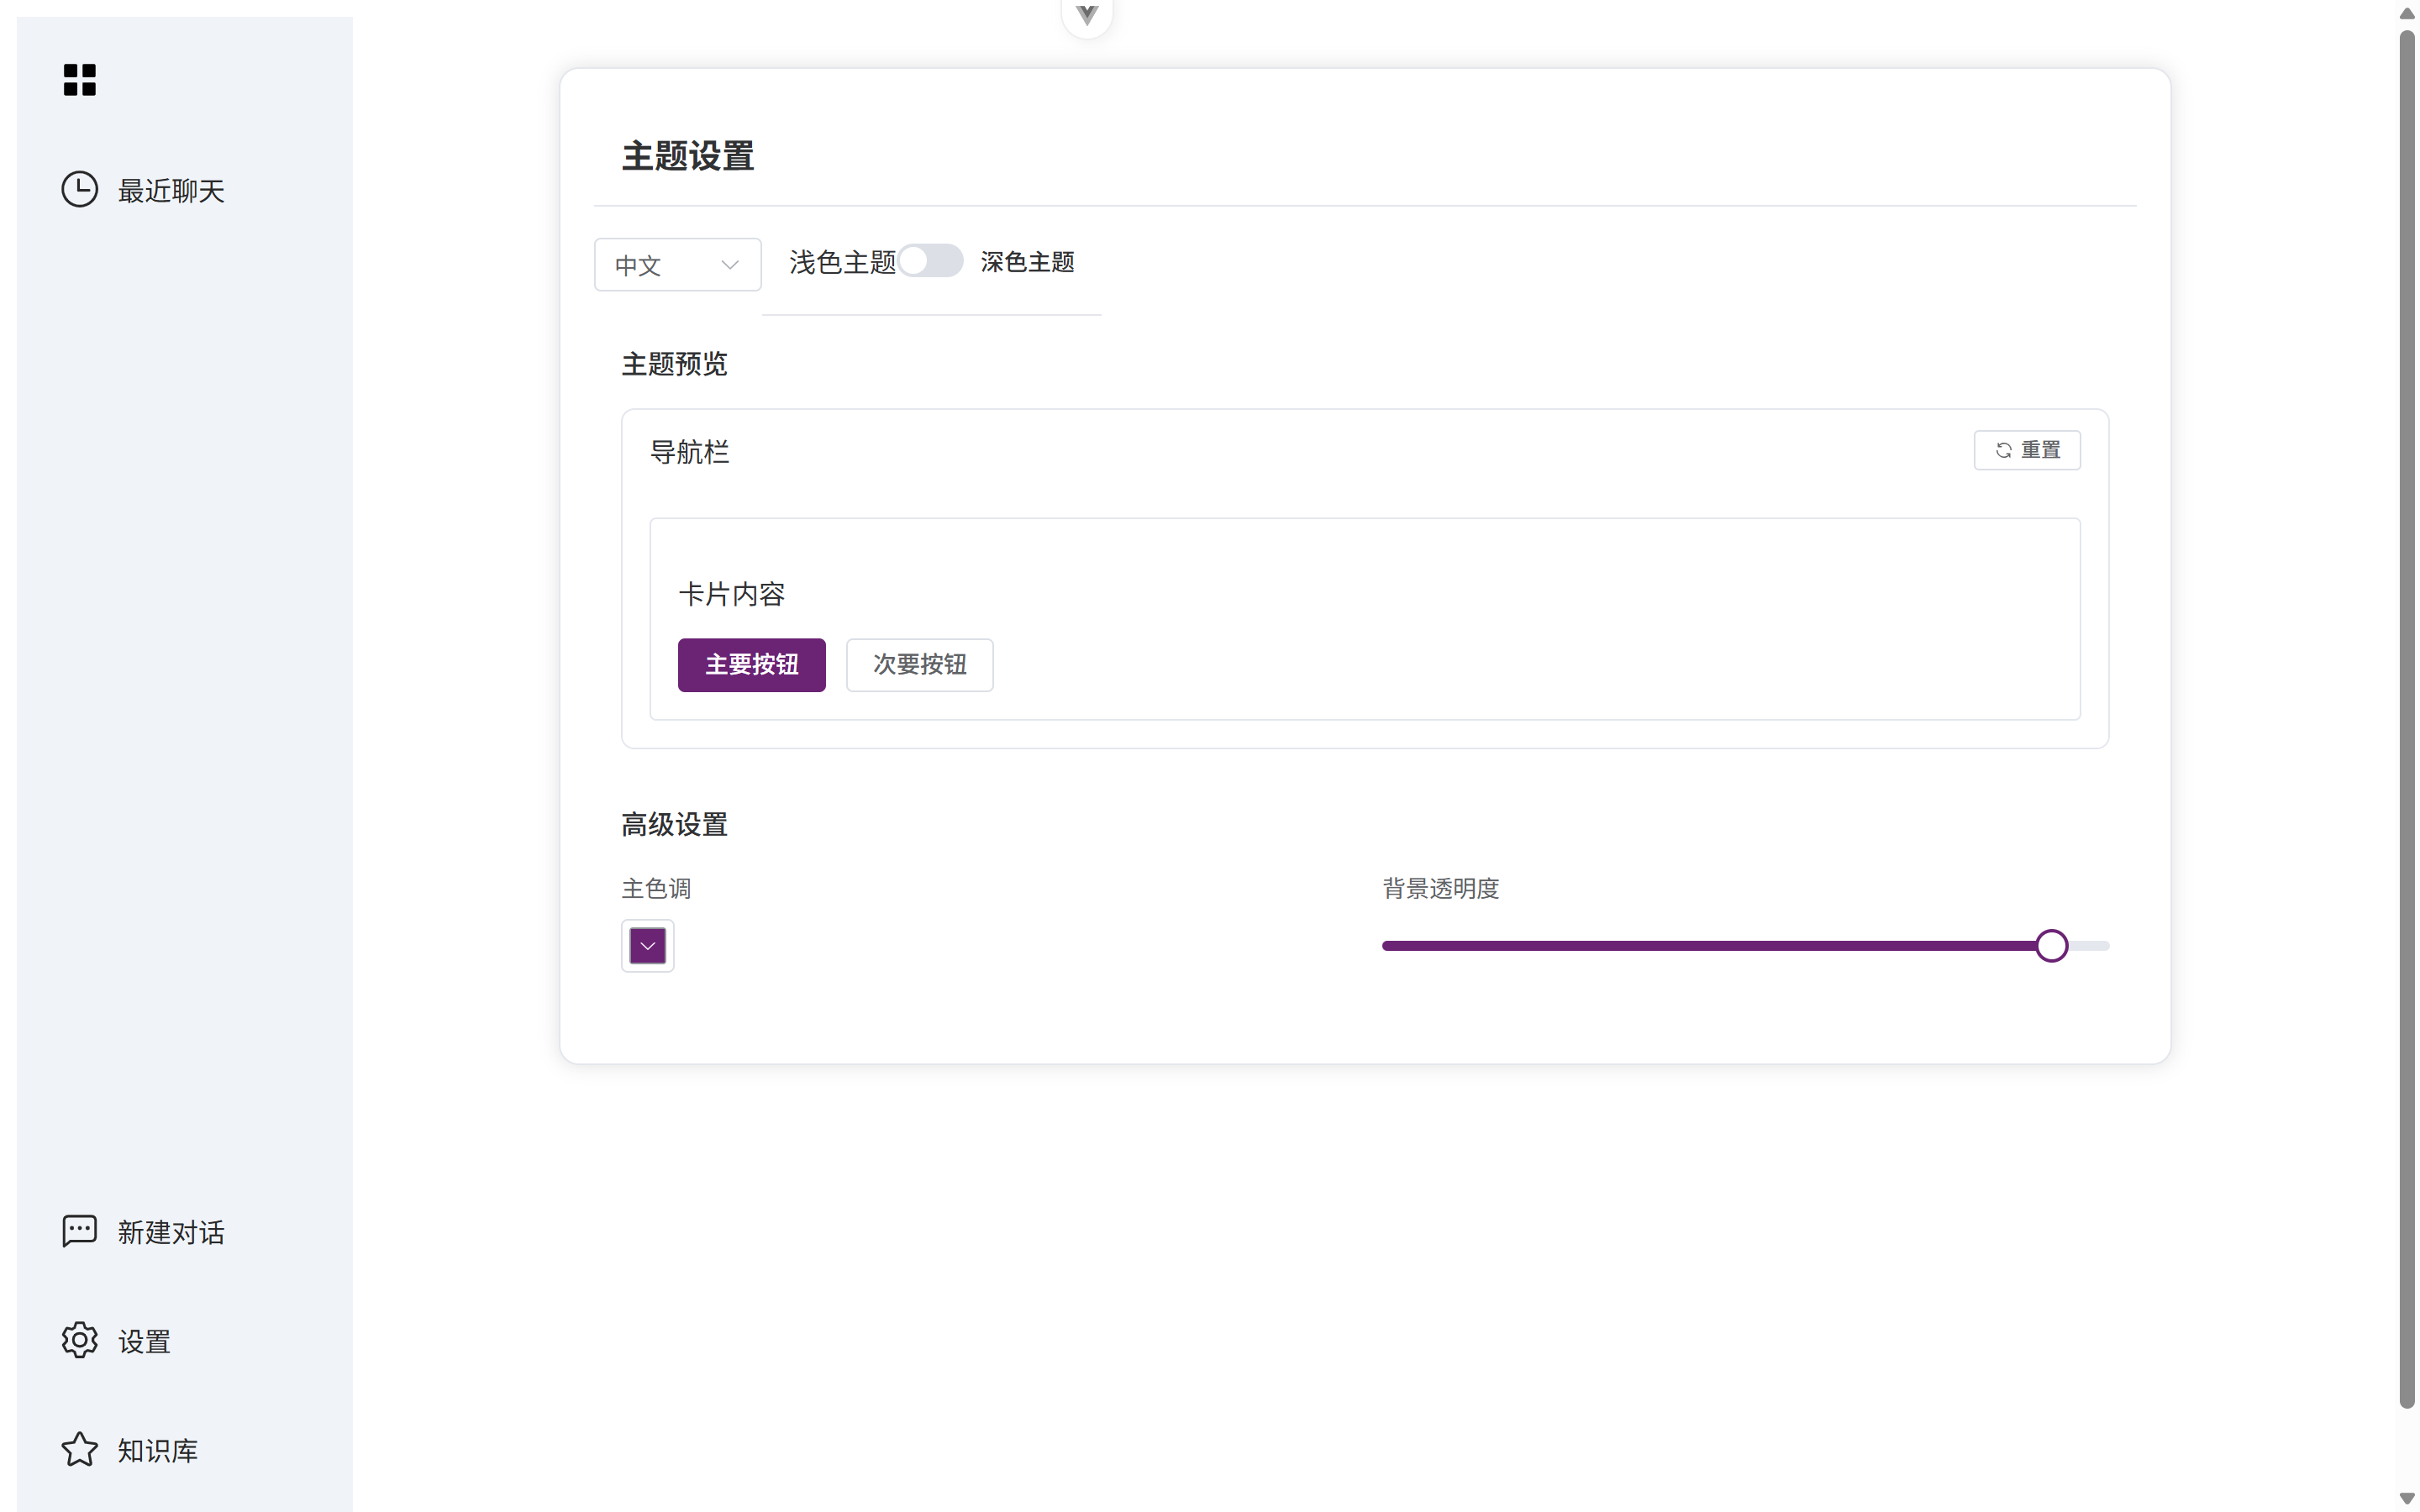 最近聊天
新建对话
设置
知识库
主题设置
中文
浅色主题
深色主题
主题预览
导航栏
重置
卡片内容
主要按钮
次要按钮
高级设置
主色调
背景透明度